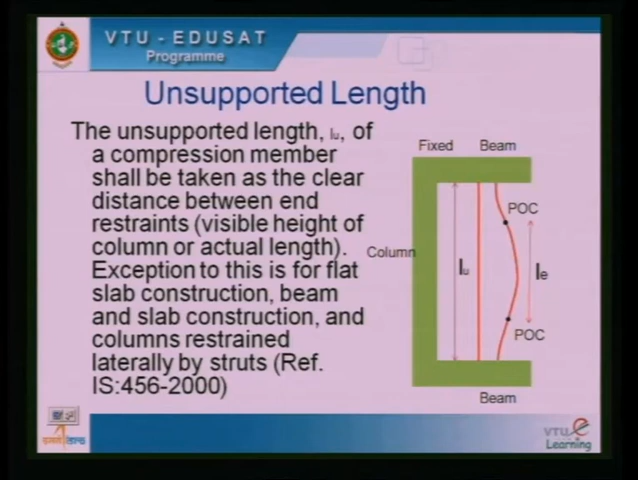 VTU - EDUSAT
Programme
Unsupported Length
The unsupported length, lu, of
a compression member
shall be taken as the clear
distance between end
restraints (visible height of
column or actual length).
Exception to this is for flat
slab construction, beam
and slab construction, and
columns restrained
laterally by struts (Ref.
IS:456-2000)
Fixed Beam
POC
Column
lu
le
POC
Beam
VTU e
Learning